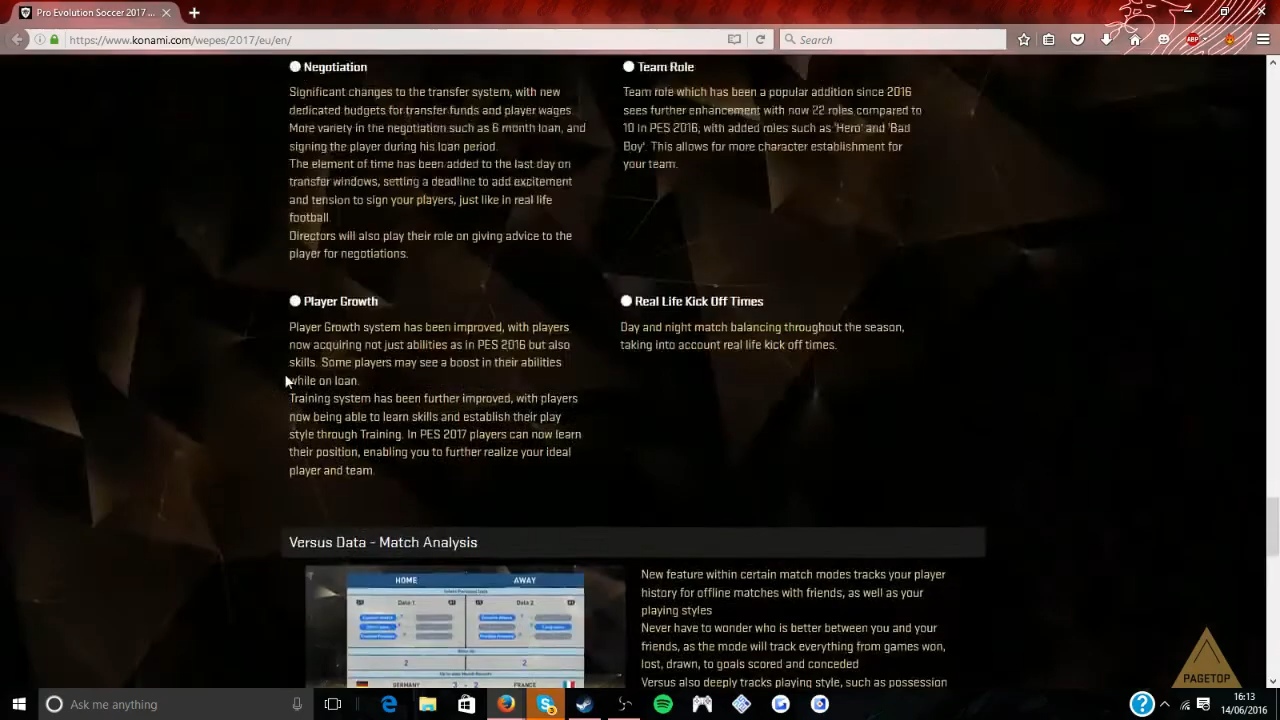 Pro Evolution Soccer 2017 ...
https://www.konami.com/wepes/2017/eu/en/
Search
ABP
Negotiation
Significant changes to the transfer system, with new
dedicated budgets for transfer funds and player wages.
More variety in the negotiation such as 6 month loan, and
signing the player during his loan period.
The element of time has been added to the last day on
transfer windows, setting a deadline to add excitement
and tension to sign your players, just like in real life
football.
Directors will also play their role on giving advice to the
player for negotiations.
Team Role
Team role which has been a popular addition since 2016
sees further enhancement with now 22 roles compared to
10 in PES 2016, with added roles such as 'Hero' and 'Bad
Boy'. This allows for more character establishment for
your team.
Player Growth
Player Growth system has been improved, with players
now acquiring not just abilities as in PES 2016 but also
skills. Some players may see a boost in their abilities
while on loan.
Training system has been further improved, with players
now being able to learn skills and establish their play
style through Training. In PES 2017 players can now learn
their position, enabling you to further realize your ideal
player and team.
Real Life Kick Off Times
Day and night match balancing throughout the season,
taking into account real life kick off times.
Versus Data - Match Analysis
HOME AWAY
Data 1 Data 2
2 2
GERMANY 3 - 2 FRANCE
New feature within certain match modes tracks your player
history for offline matches with friends, as well as your
playing styles
Never have to wonder who is better between you and your
friends, as the mode will track everything from games won,
lost, drawn, to goals scored and conceded
Versus also deeply tracks playing style, such as possession
PAGETOP
Ask me anything
16:13
14/06/2016